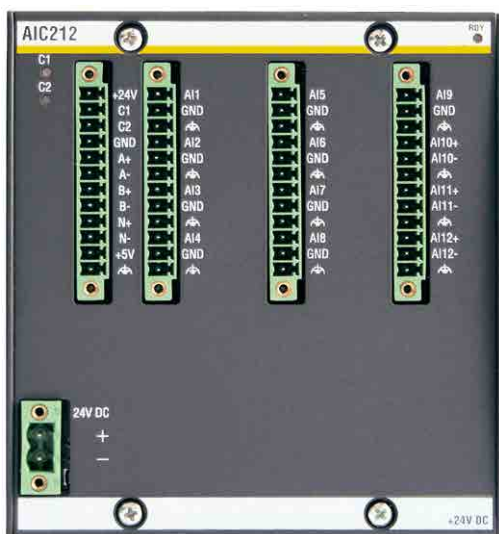 AIC212
RDY
C1
C2
+24V
C1
C2
GND
A+
A-
B+
B-
N+
N-
+5V
AI1
GND
AI2
GND
AI3
GND
AI4
GND
AI5
GND
AI6
GND
AI7
GND
AI8
GND
AI9
GND
AI10+
AI10-
AI11+
AI11-
AI12+
AI12-
24V DC
+
−
+24V DC